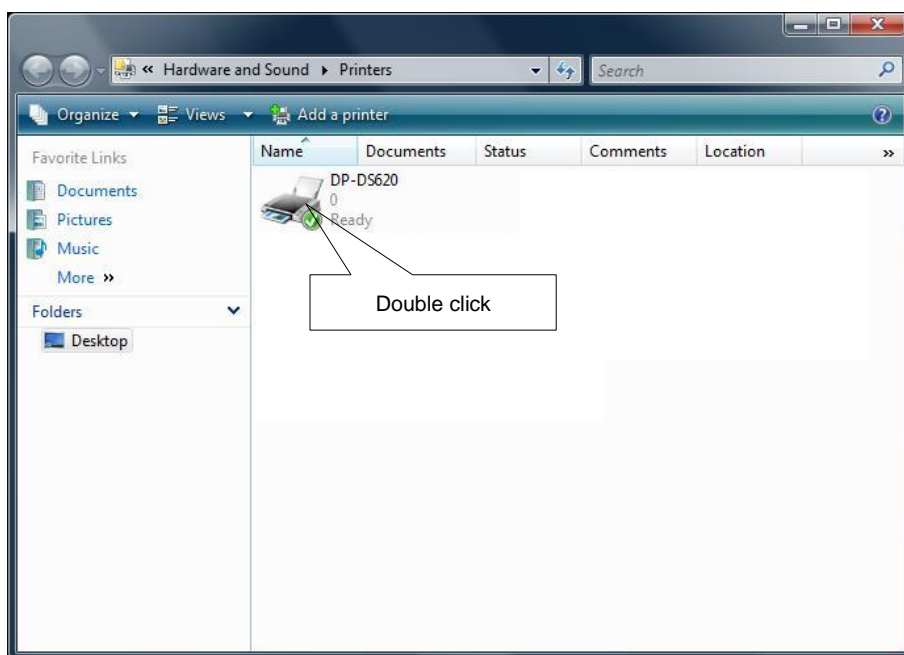 « Hardware and Sound ▸ Printers
Search
Organize Views Add a printer
Favorite Links
Documents
Pictures
Music
More »
Folders
Desktop
Name Documents Status Comments Location »
DP-DS620
0
Ready
Double click